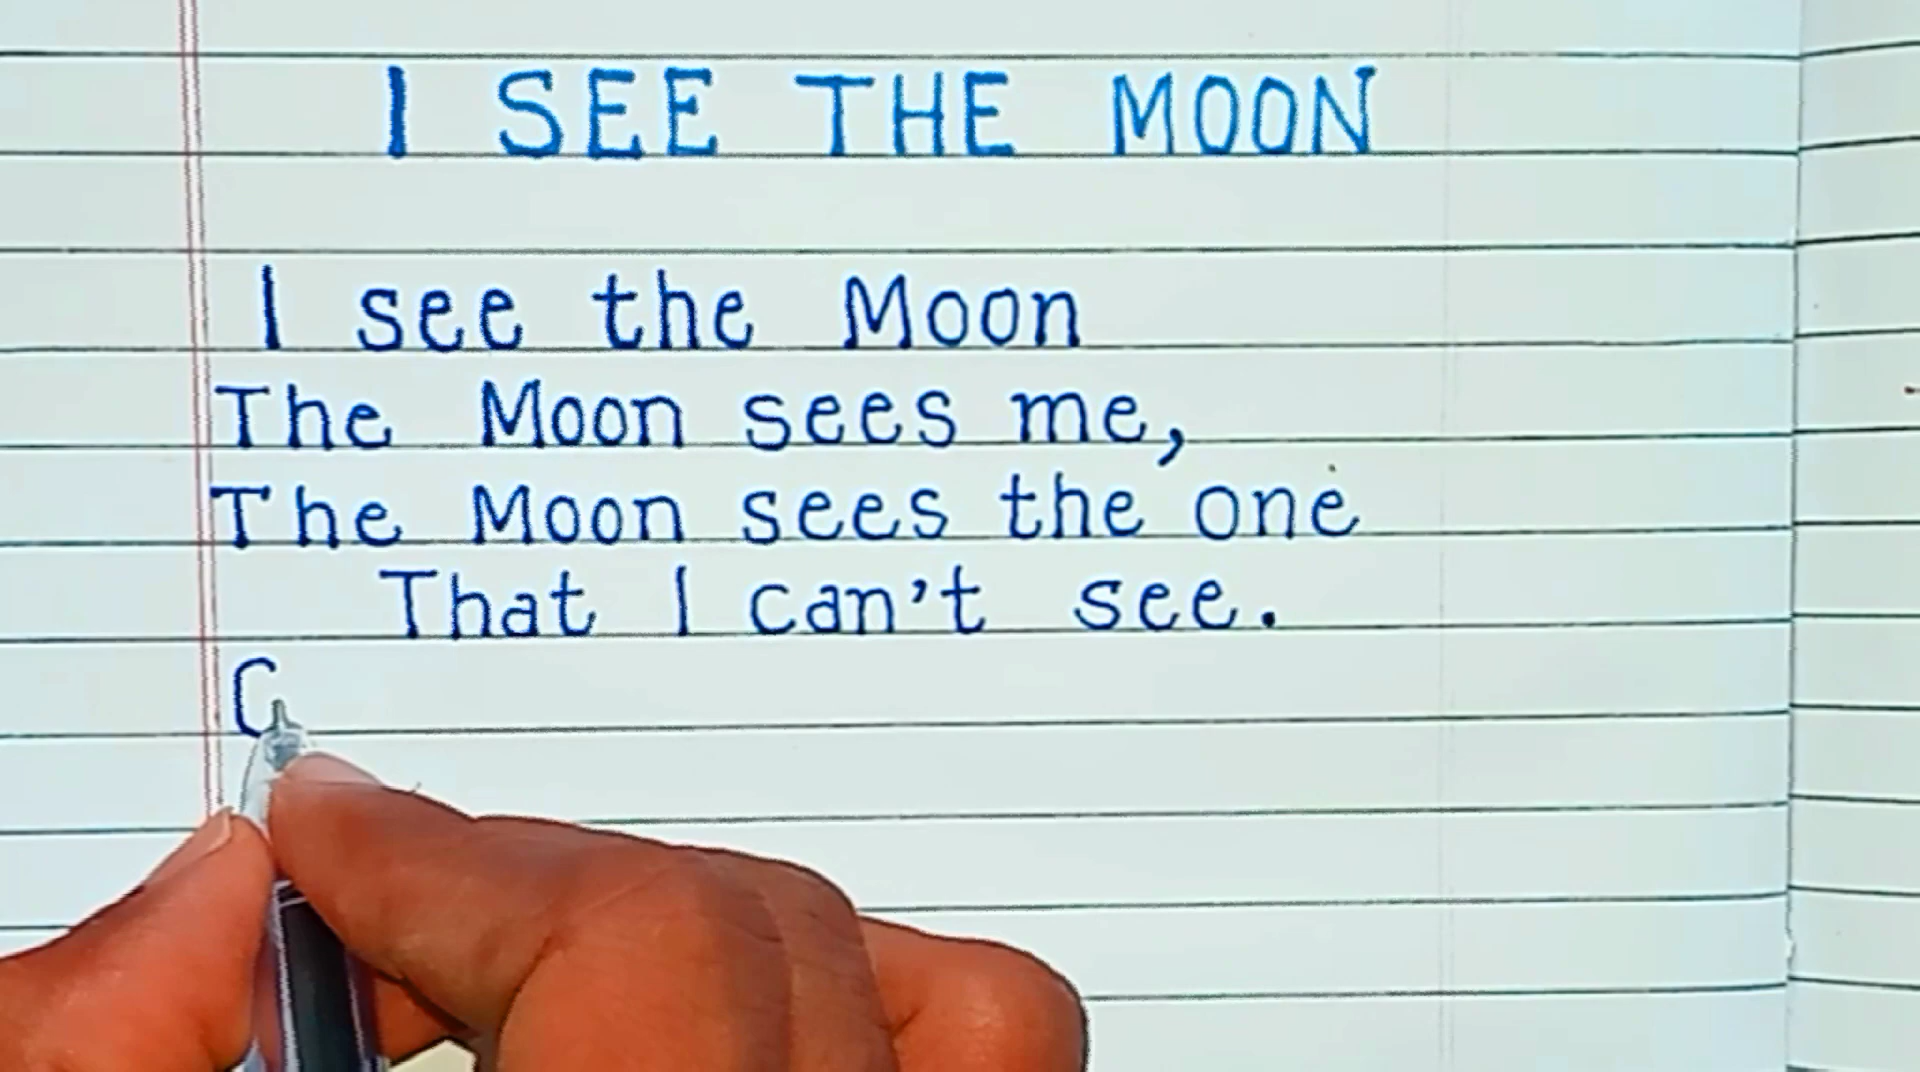 I SEE THE MOON
I see the Moon
The Moon sees me,
The Moon sees the one
That I can't see.